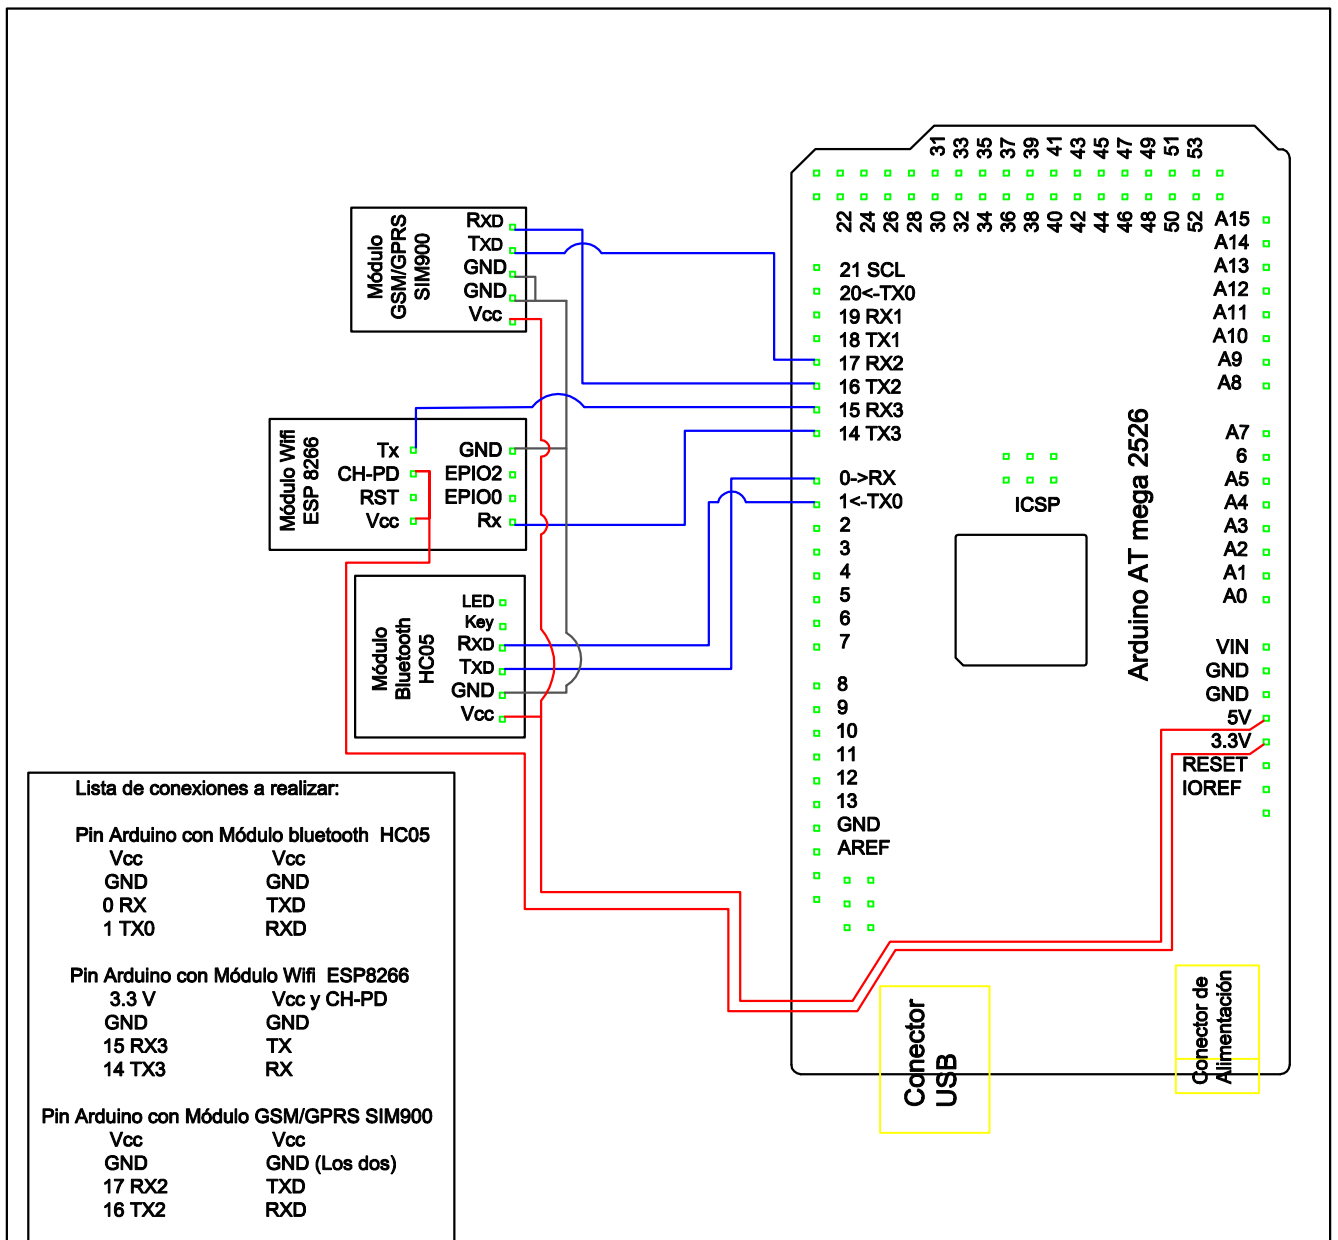 31 33 35 37 39 41 43 45 47 49 51 53
22 24 26 28 30 32 34 36 38 40 42 44 46 48 50 52
Módulo
GSM/GPRS
SIM900
RXD
TXD
GND
GND
Vcc
Módulo Wifi
ESP 8266
Tx
CH-PD
RST
Vcc
GND
EPIO2
EPIO0
Rx
Módulo
Bluetooth
HC05
LED
Key
RXD
TXD
GND
Vcc
21 SCL
20<-TX0
19 RX1
18 TX1
17 RX2
16 TX2
15 RX3
14 TX3
0->RX
1<-TX0
2
3
4
5
6
7
8
9
10
11
12
13
GND
AREF
ICSP
Arduino AT mega 2526
A15
A14
A13
A12
A11
A10
A9
A8
A7
6
A5
A4
A3
A2
A1
A0
VIN
GND
GND
5V
3.3V
RESET
IOREF
Conector
USB
Conector de
Alimentación
Lista de conexiones a realizar:
Pin Arduino con Módulo bluetooth HC05
Vcc Vcc
GND GND
0 RX TXD
1 TX0 RXD
Pin Arduino con Módulo Wifi ESP8266
3.3 V Vcc y CH-PD
GND GND
15 RX3 TX
14 TX3 RX
Pin Arduino con Módulo GSM/GPRS SIM900
Vcc Vcc
GND GND (Los dos)
17 RX2 TXD
16 TX2 RXD